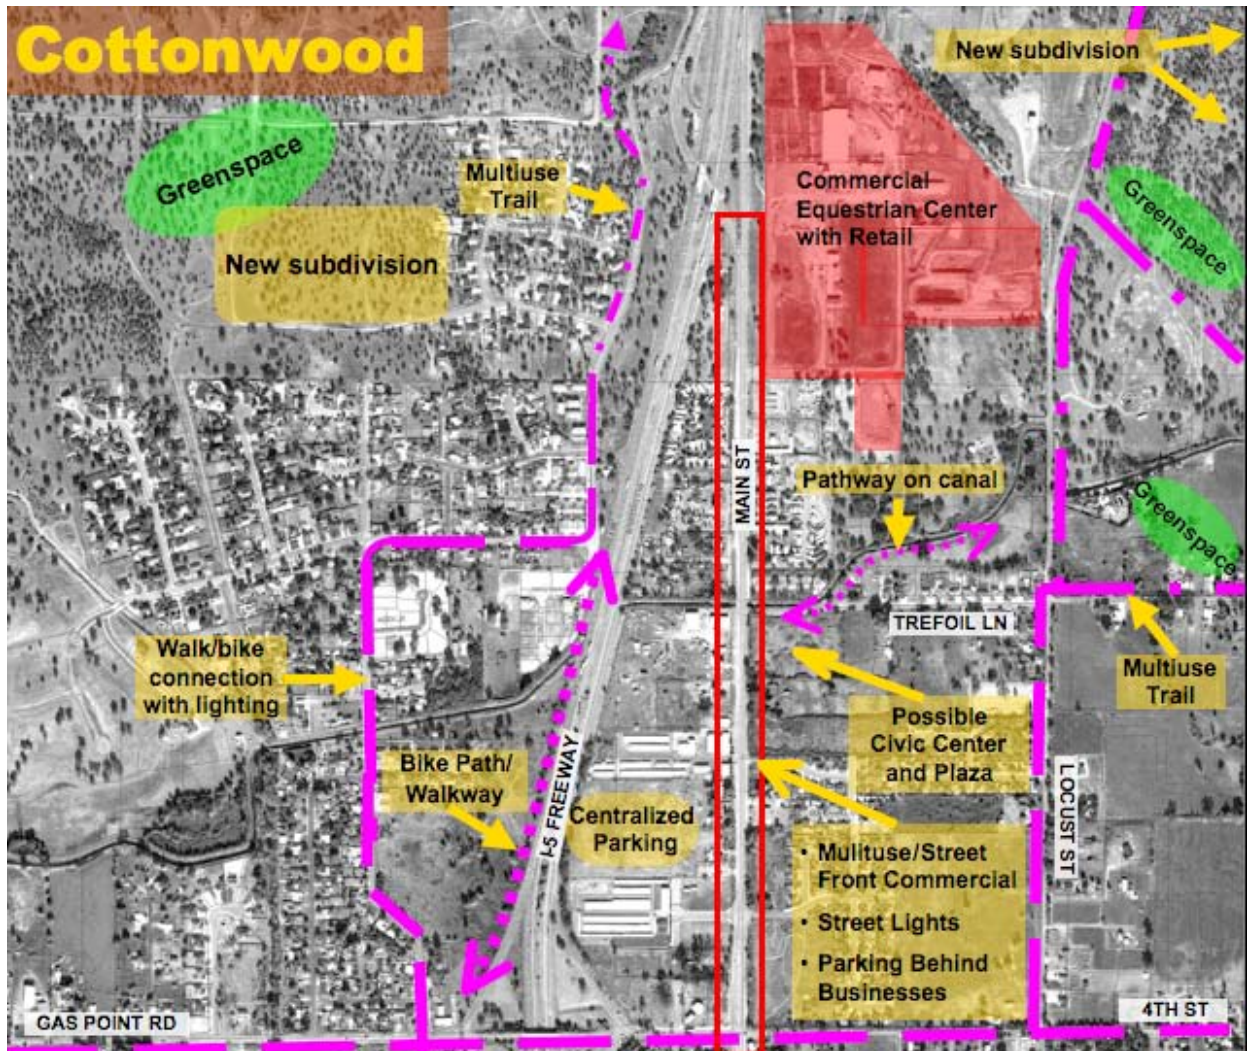 Cottonwood
New subdivision
Greenspace
Multiuse
Trail
Commercial
Equestrian Center
with Retail
Greenspace
New subdivision
MAIN ST
Pathway on canal
Greenspace
TREFOIL LN
Walk/bike
connection
with lighting
Multiuse
Trail
Possible
Civic Center
and Plaza
Bike Path/
Walkway
I-5 FREEWAY
Centralized
Parking
LOCUST ST
• Mulituse/Street
Front Commercial
• Street Lights
• Parking Behind
Businesses
GAS POINT RD
4TH ST